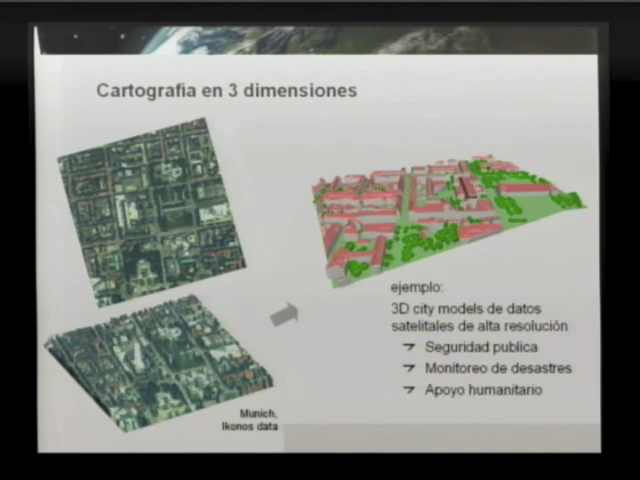 Cartografia en 3 dimensiones
ejemplo:
3D city models de datos
satelitales de alta resolución
Seguridad publica
Monitoreo de desastres
Apoyo humanitario
Munich.
Ikonos data